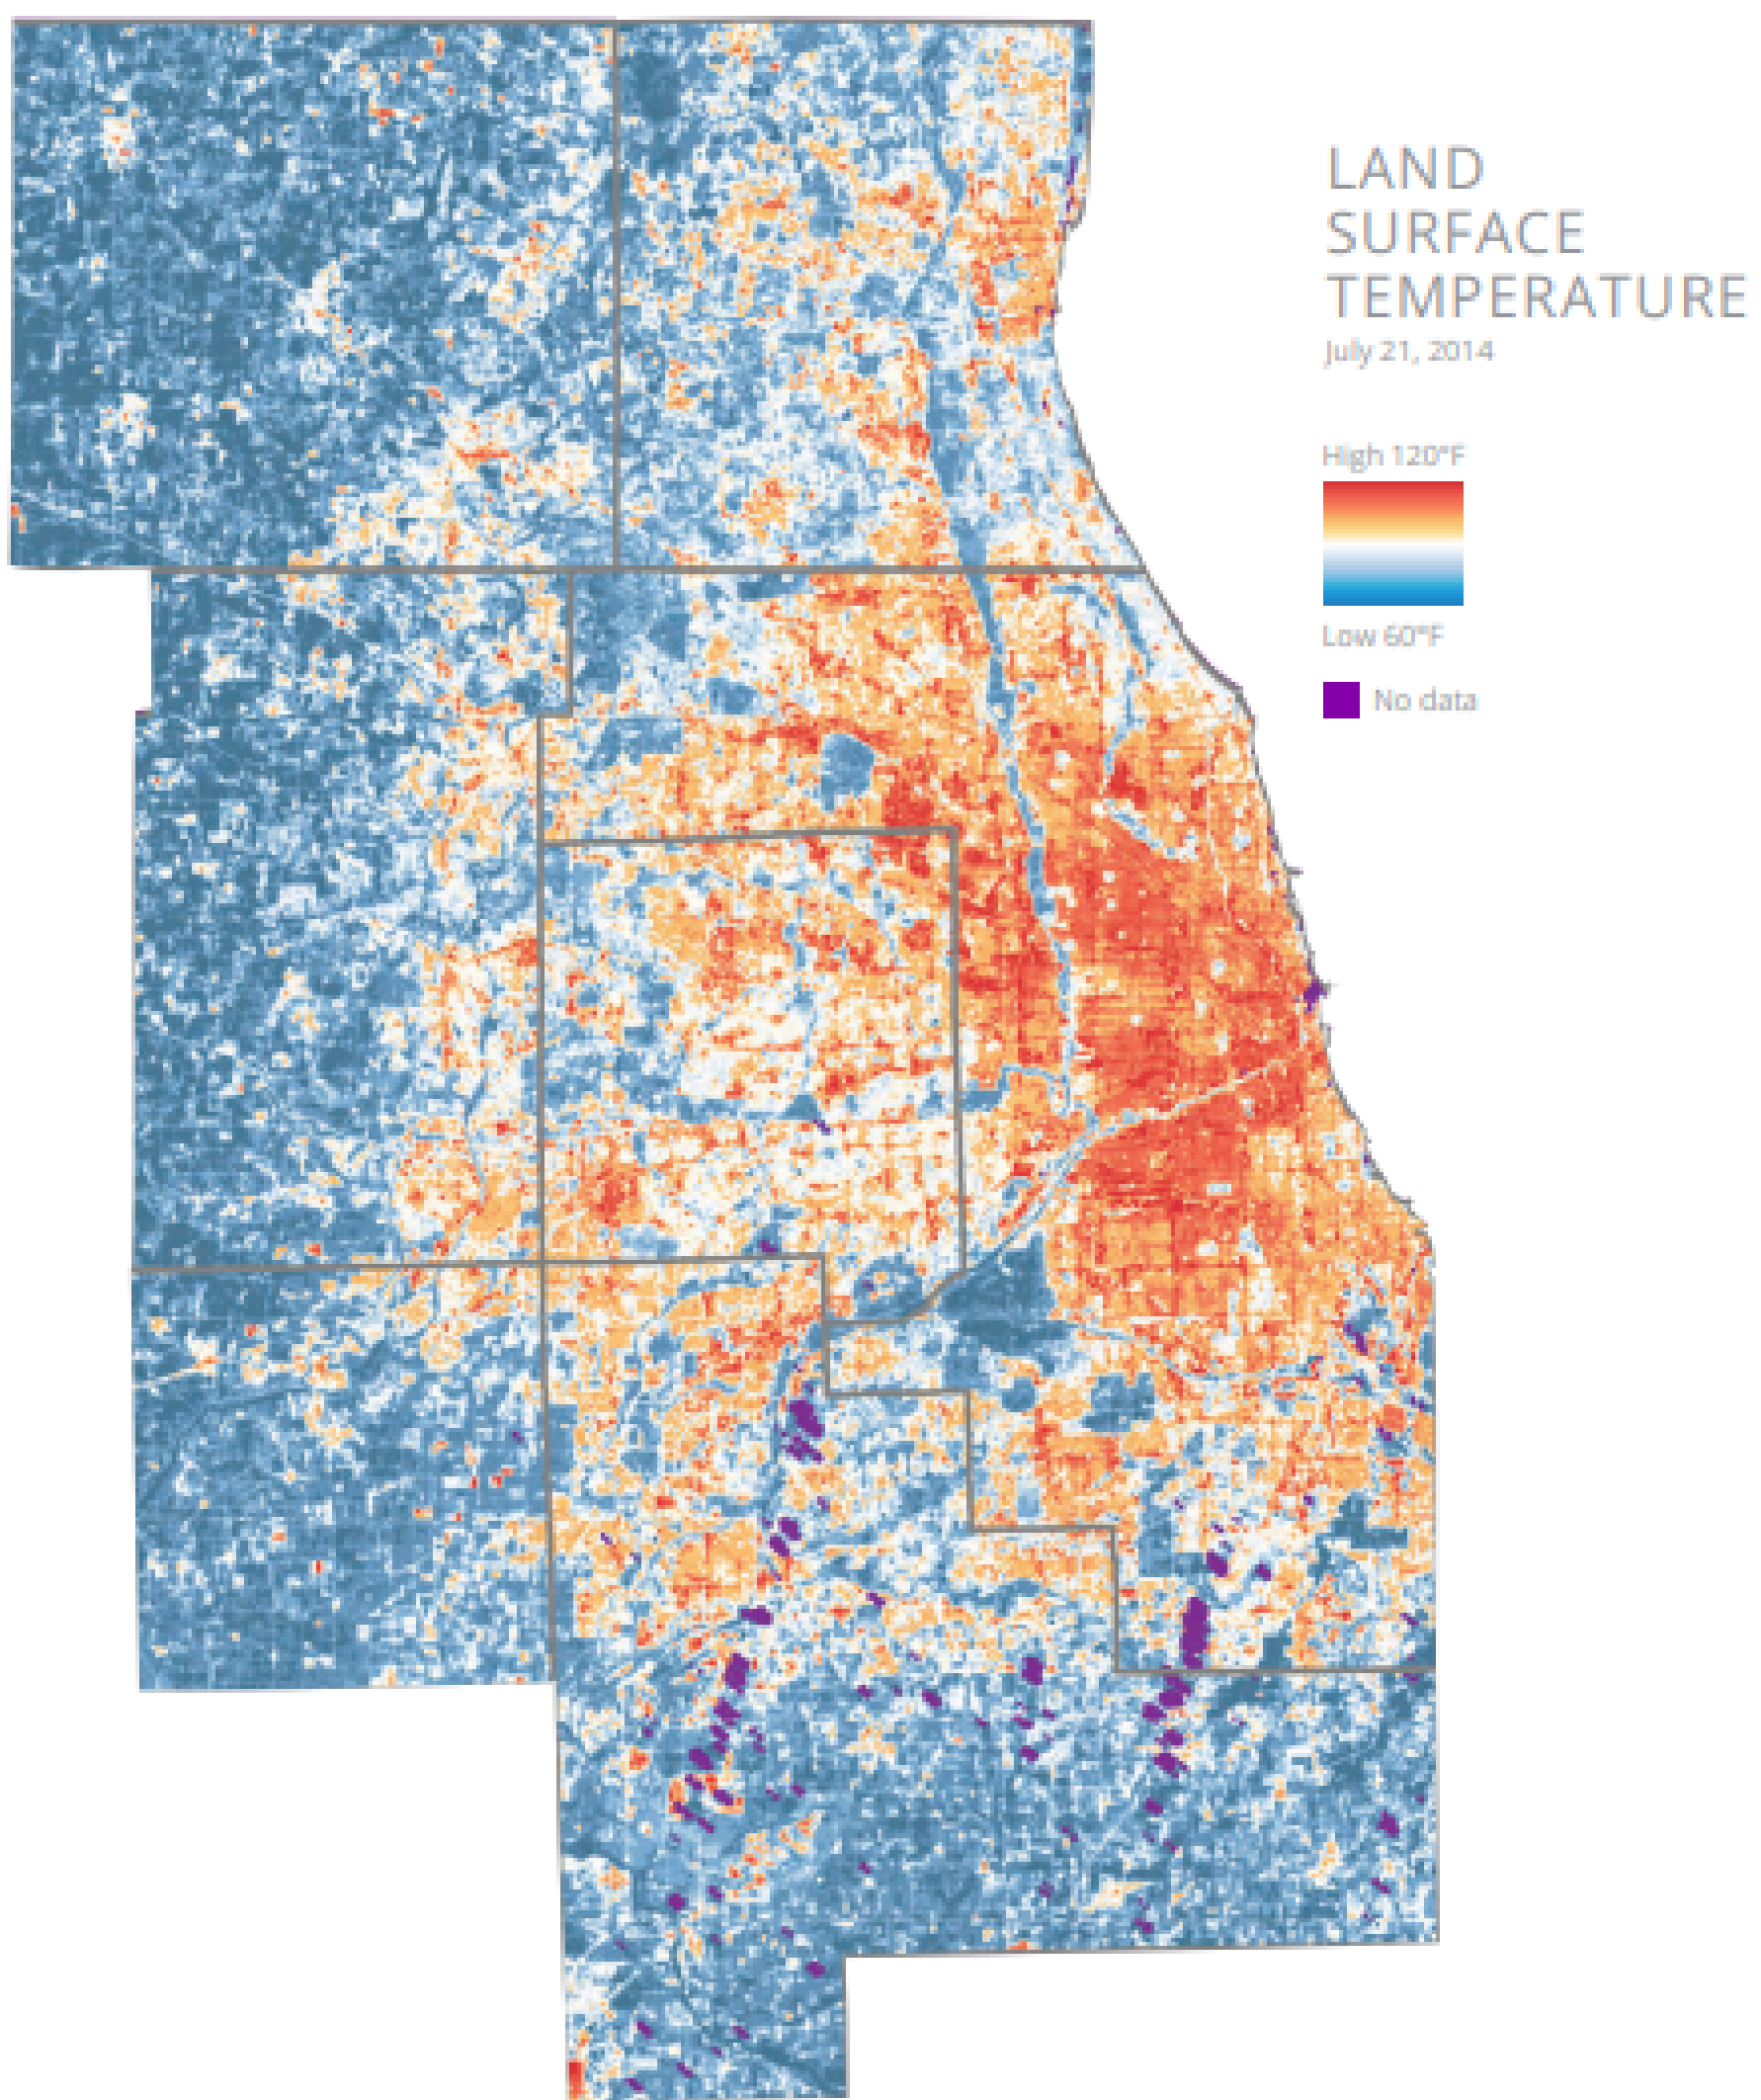 LAND
SURFACE
TEMPERATURE
July 21, 2014
High 120°F
Low 60°F
No data